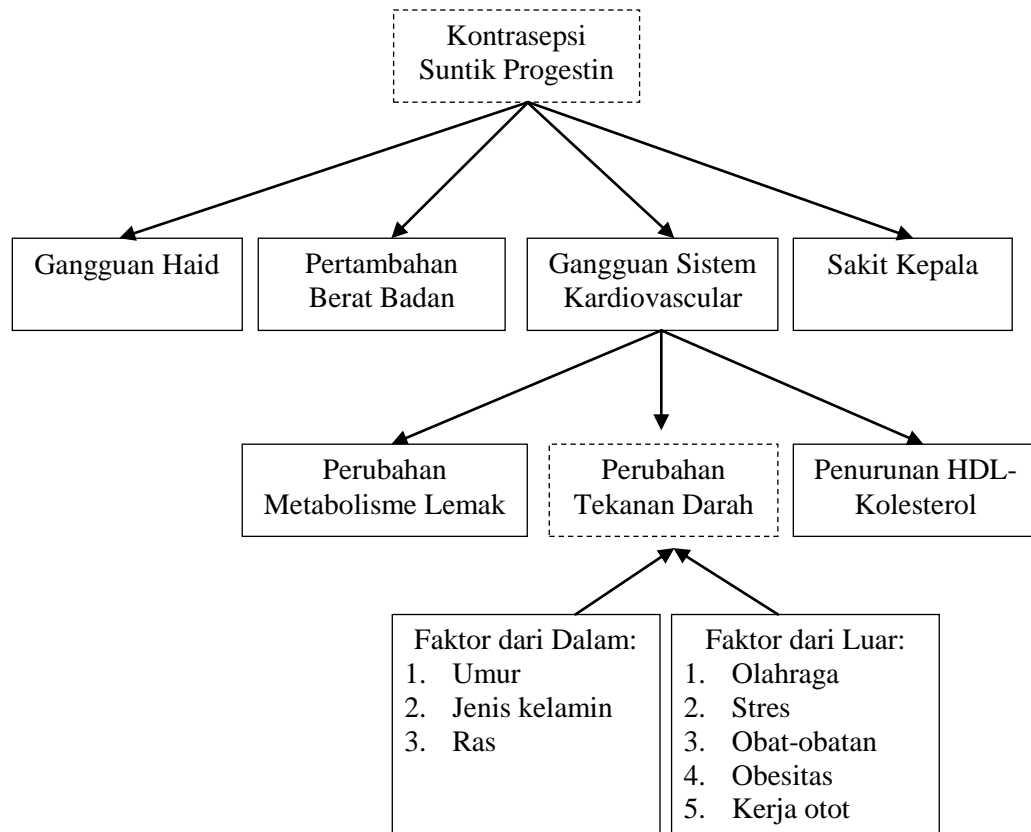 Kontrasepsi
Suntik Progestin
Gangguan Haid
Pertambahan
Berat Badan
Gangguan Sistem
Kardiovascular
Sakit Kepala
Perubahan
Metabolisme Lemak
Perubahan
Tekanan Darah
Penurunan HDL-
Kolesterol
Faktor dari Dalam:
1. Umur
2. Jenis kelamin
3. Ras
Faktor dari Luar:
1. Olahraga
2. Stres
3. Obat-obatan
4. Obesitas
5. Kerja otot